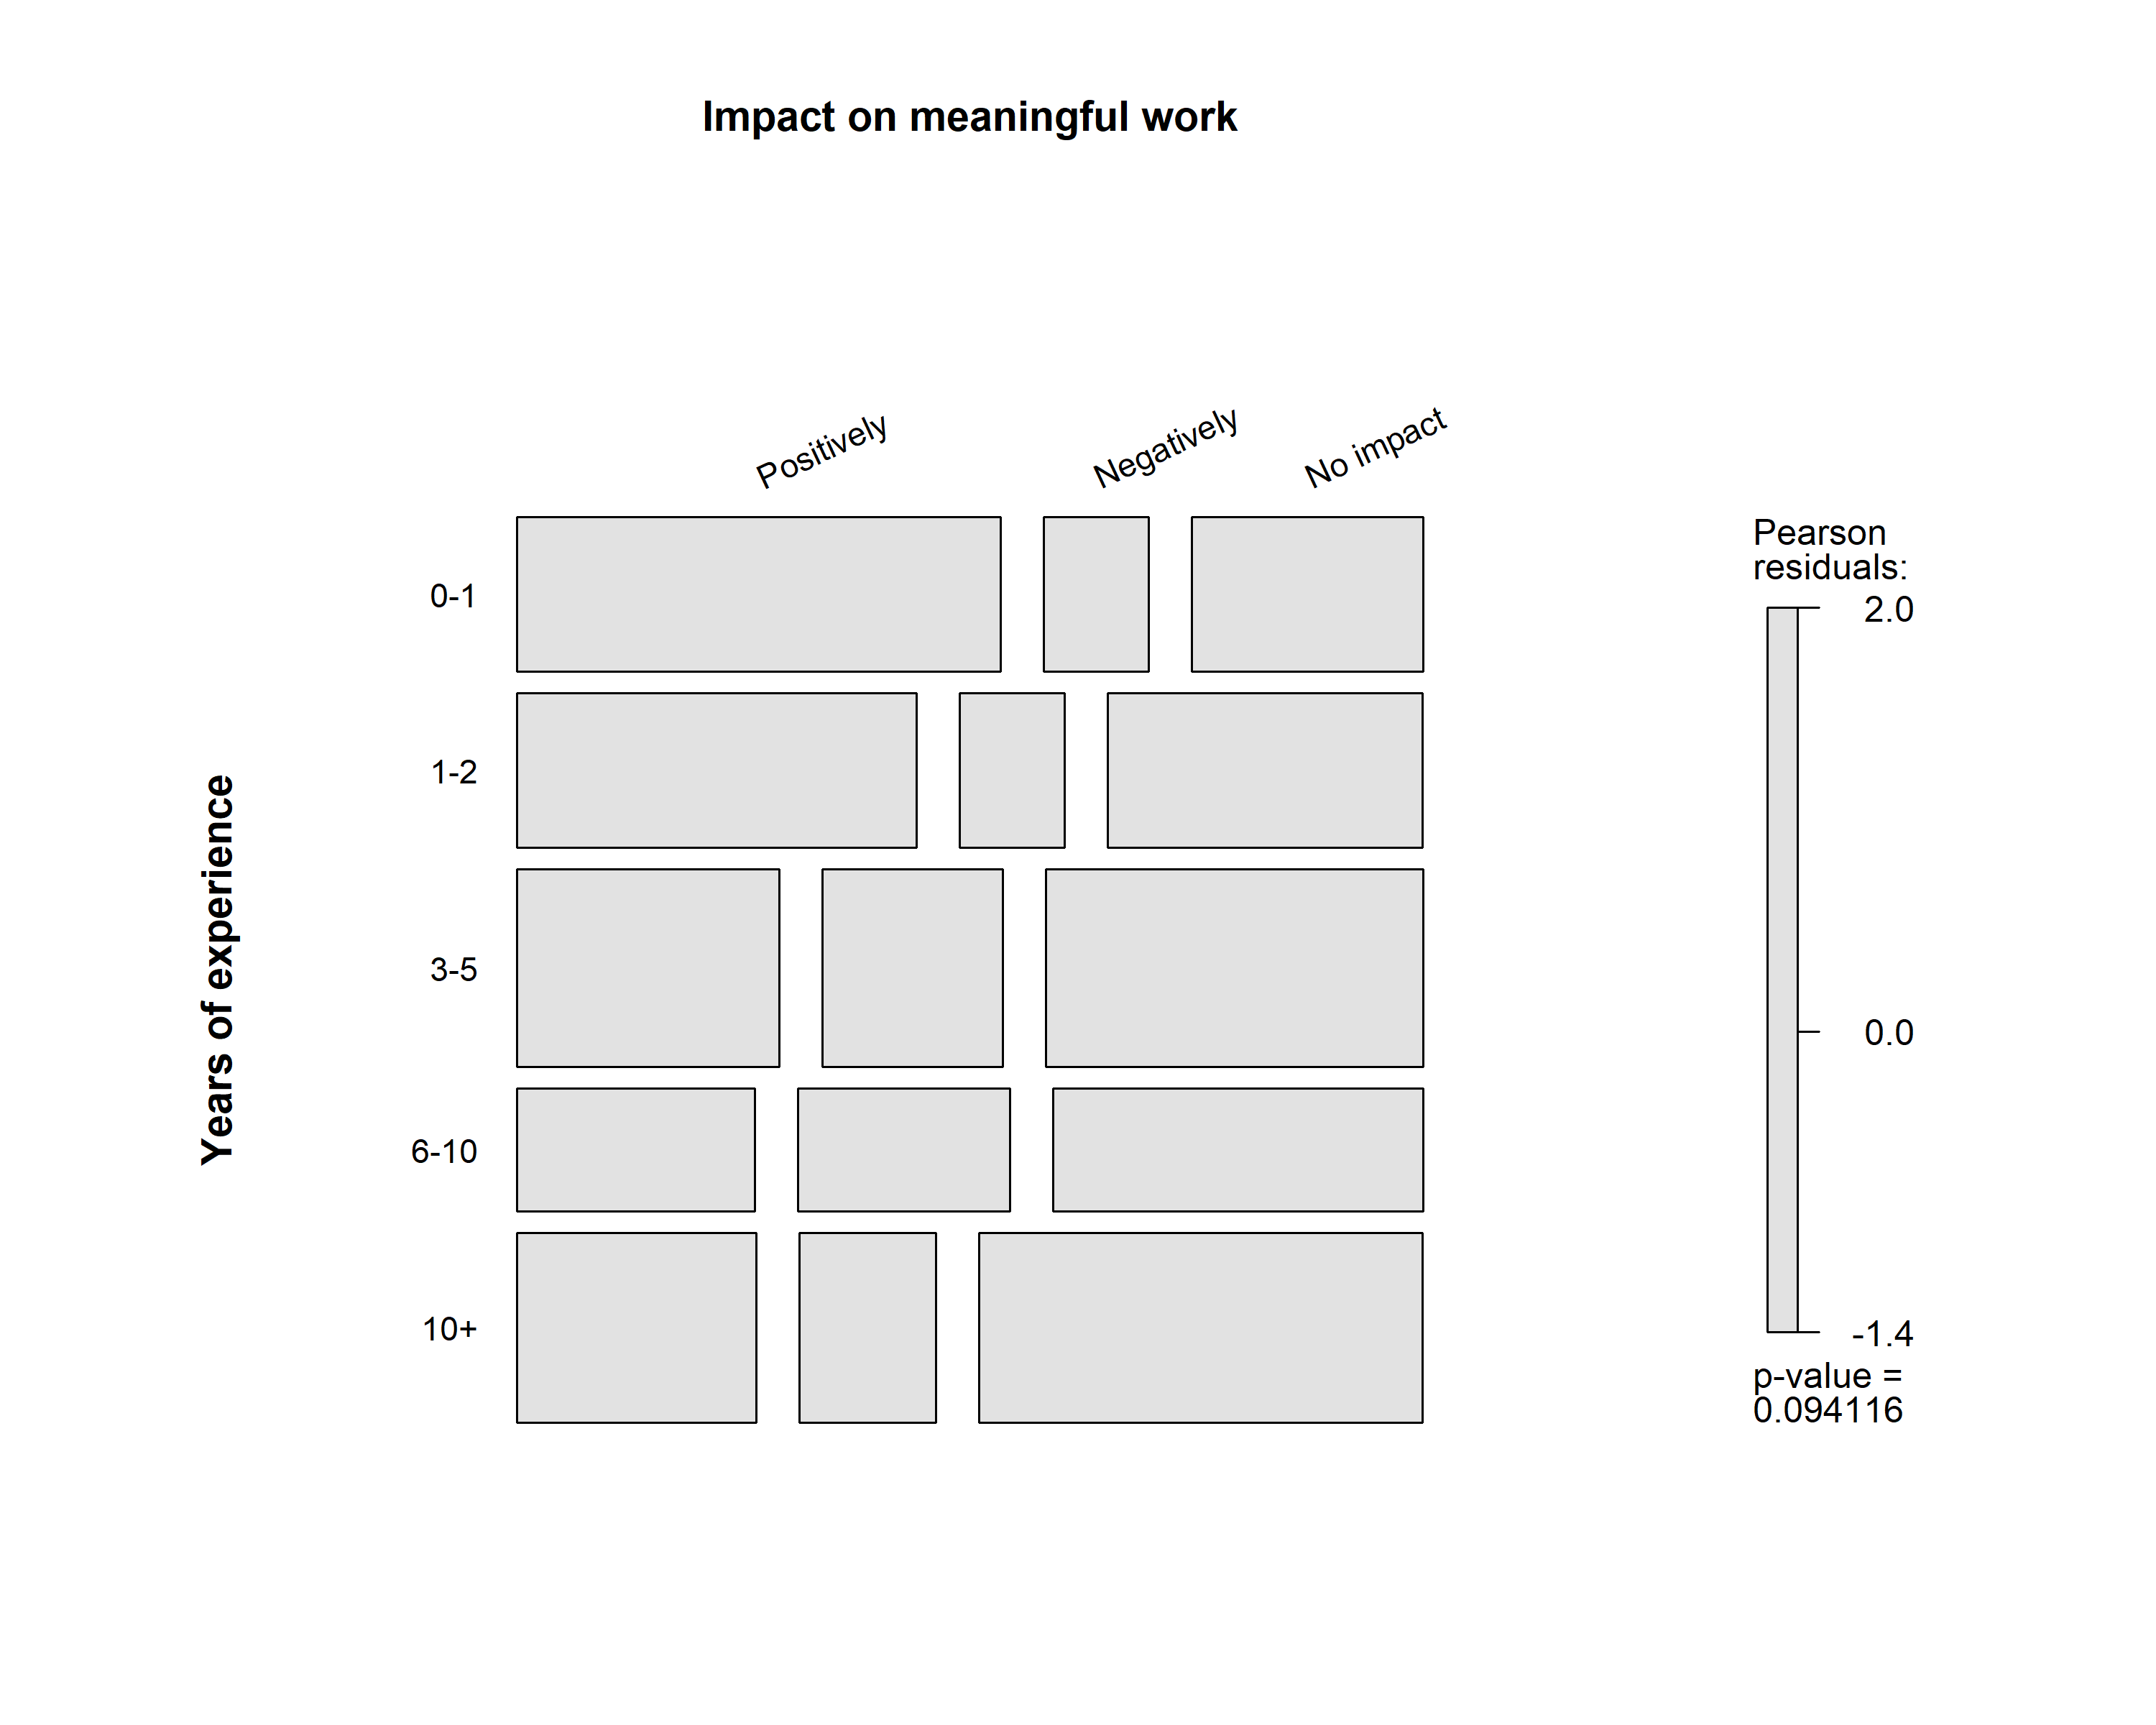 Impact on meaningful work
Positively
Negatively
No impact
Years of experience
0-1
1-2
3-5
6-10
10+
Pearson
residuals:
2.0
0.0
-1.4
p-value =
0.094116